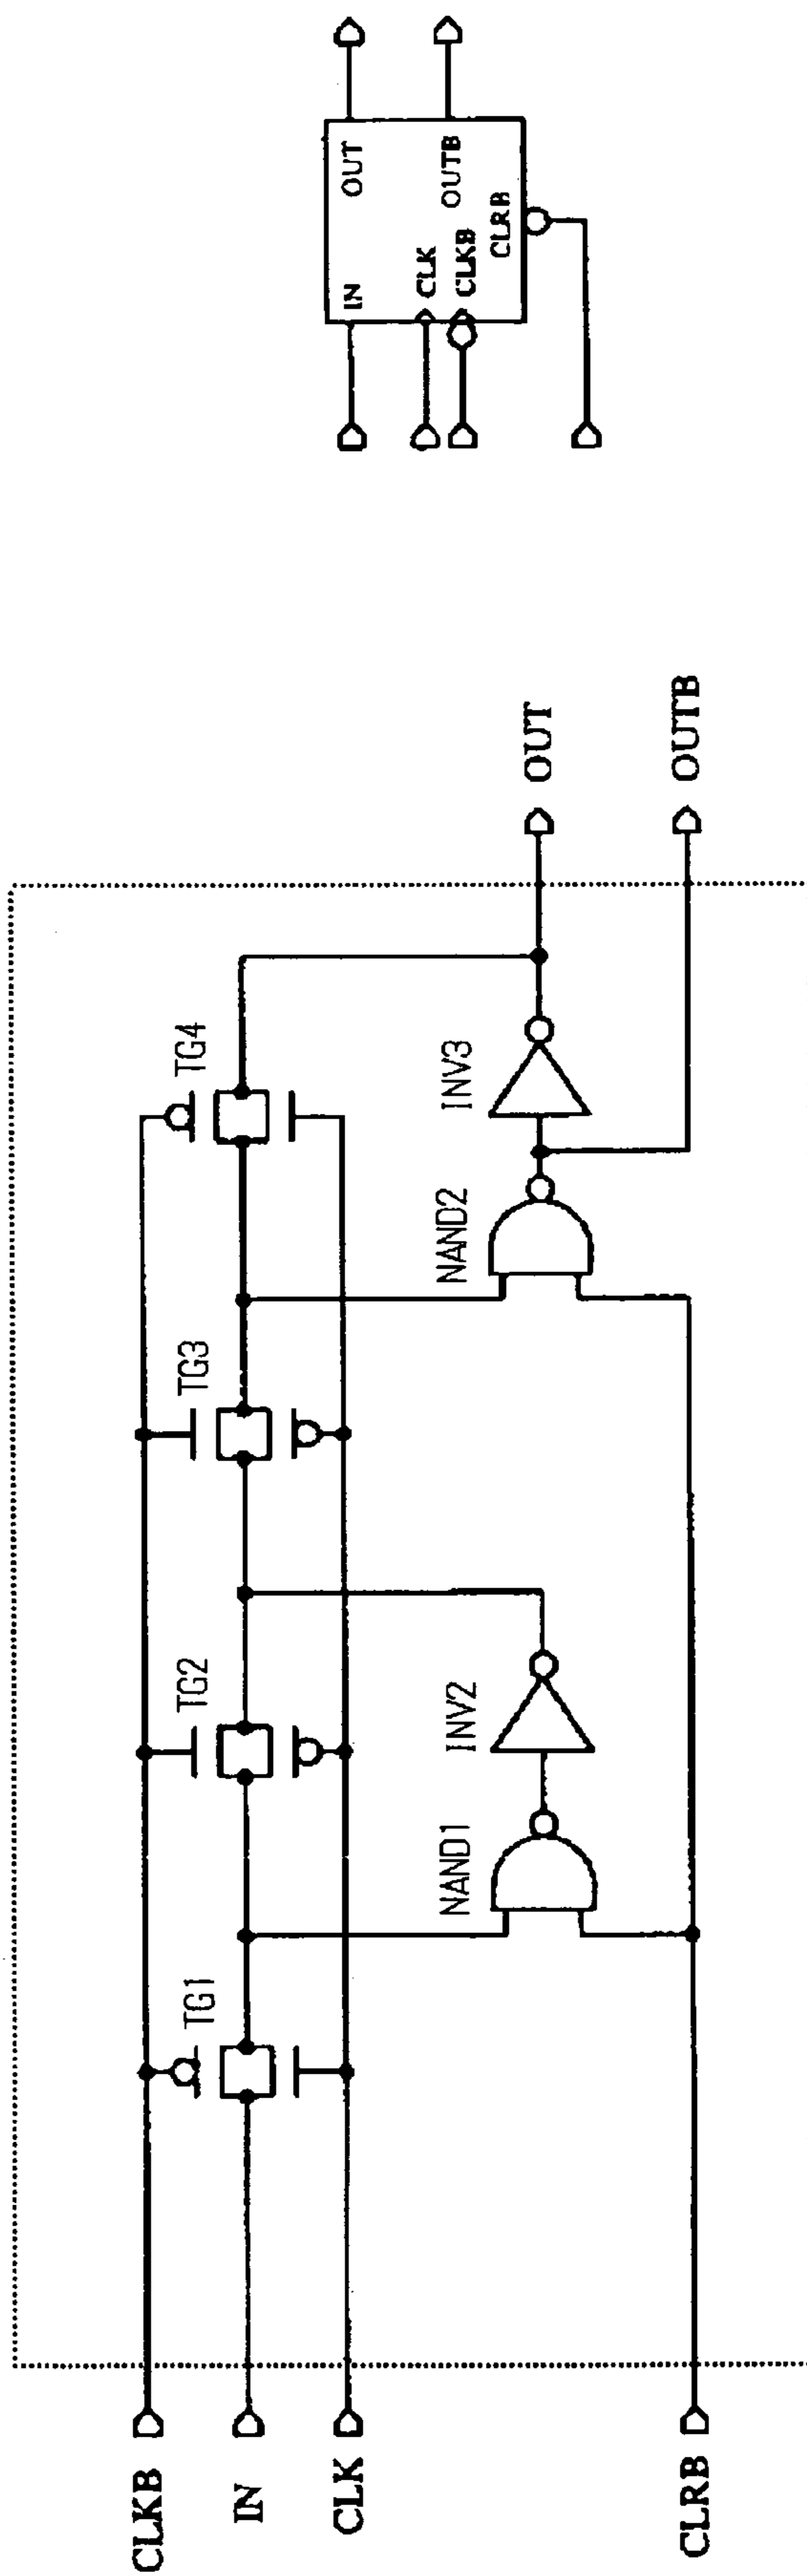 CLKB
IN
CLK
CLRB
TG1
TG2
TG3
TG4
NAND1
INV2
NAND2
INV3
OUT
OUTB
IN
OUT
CLK
CLKB
OUTB
CLRB